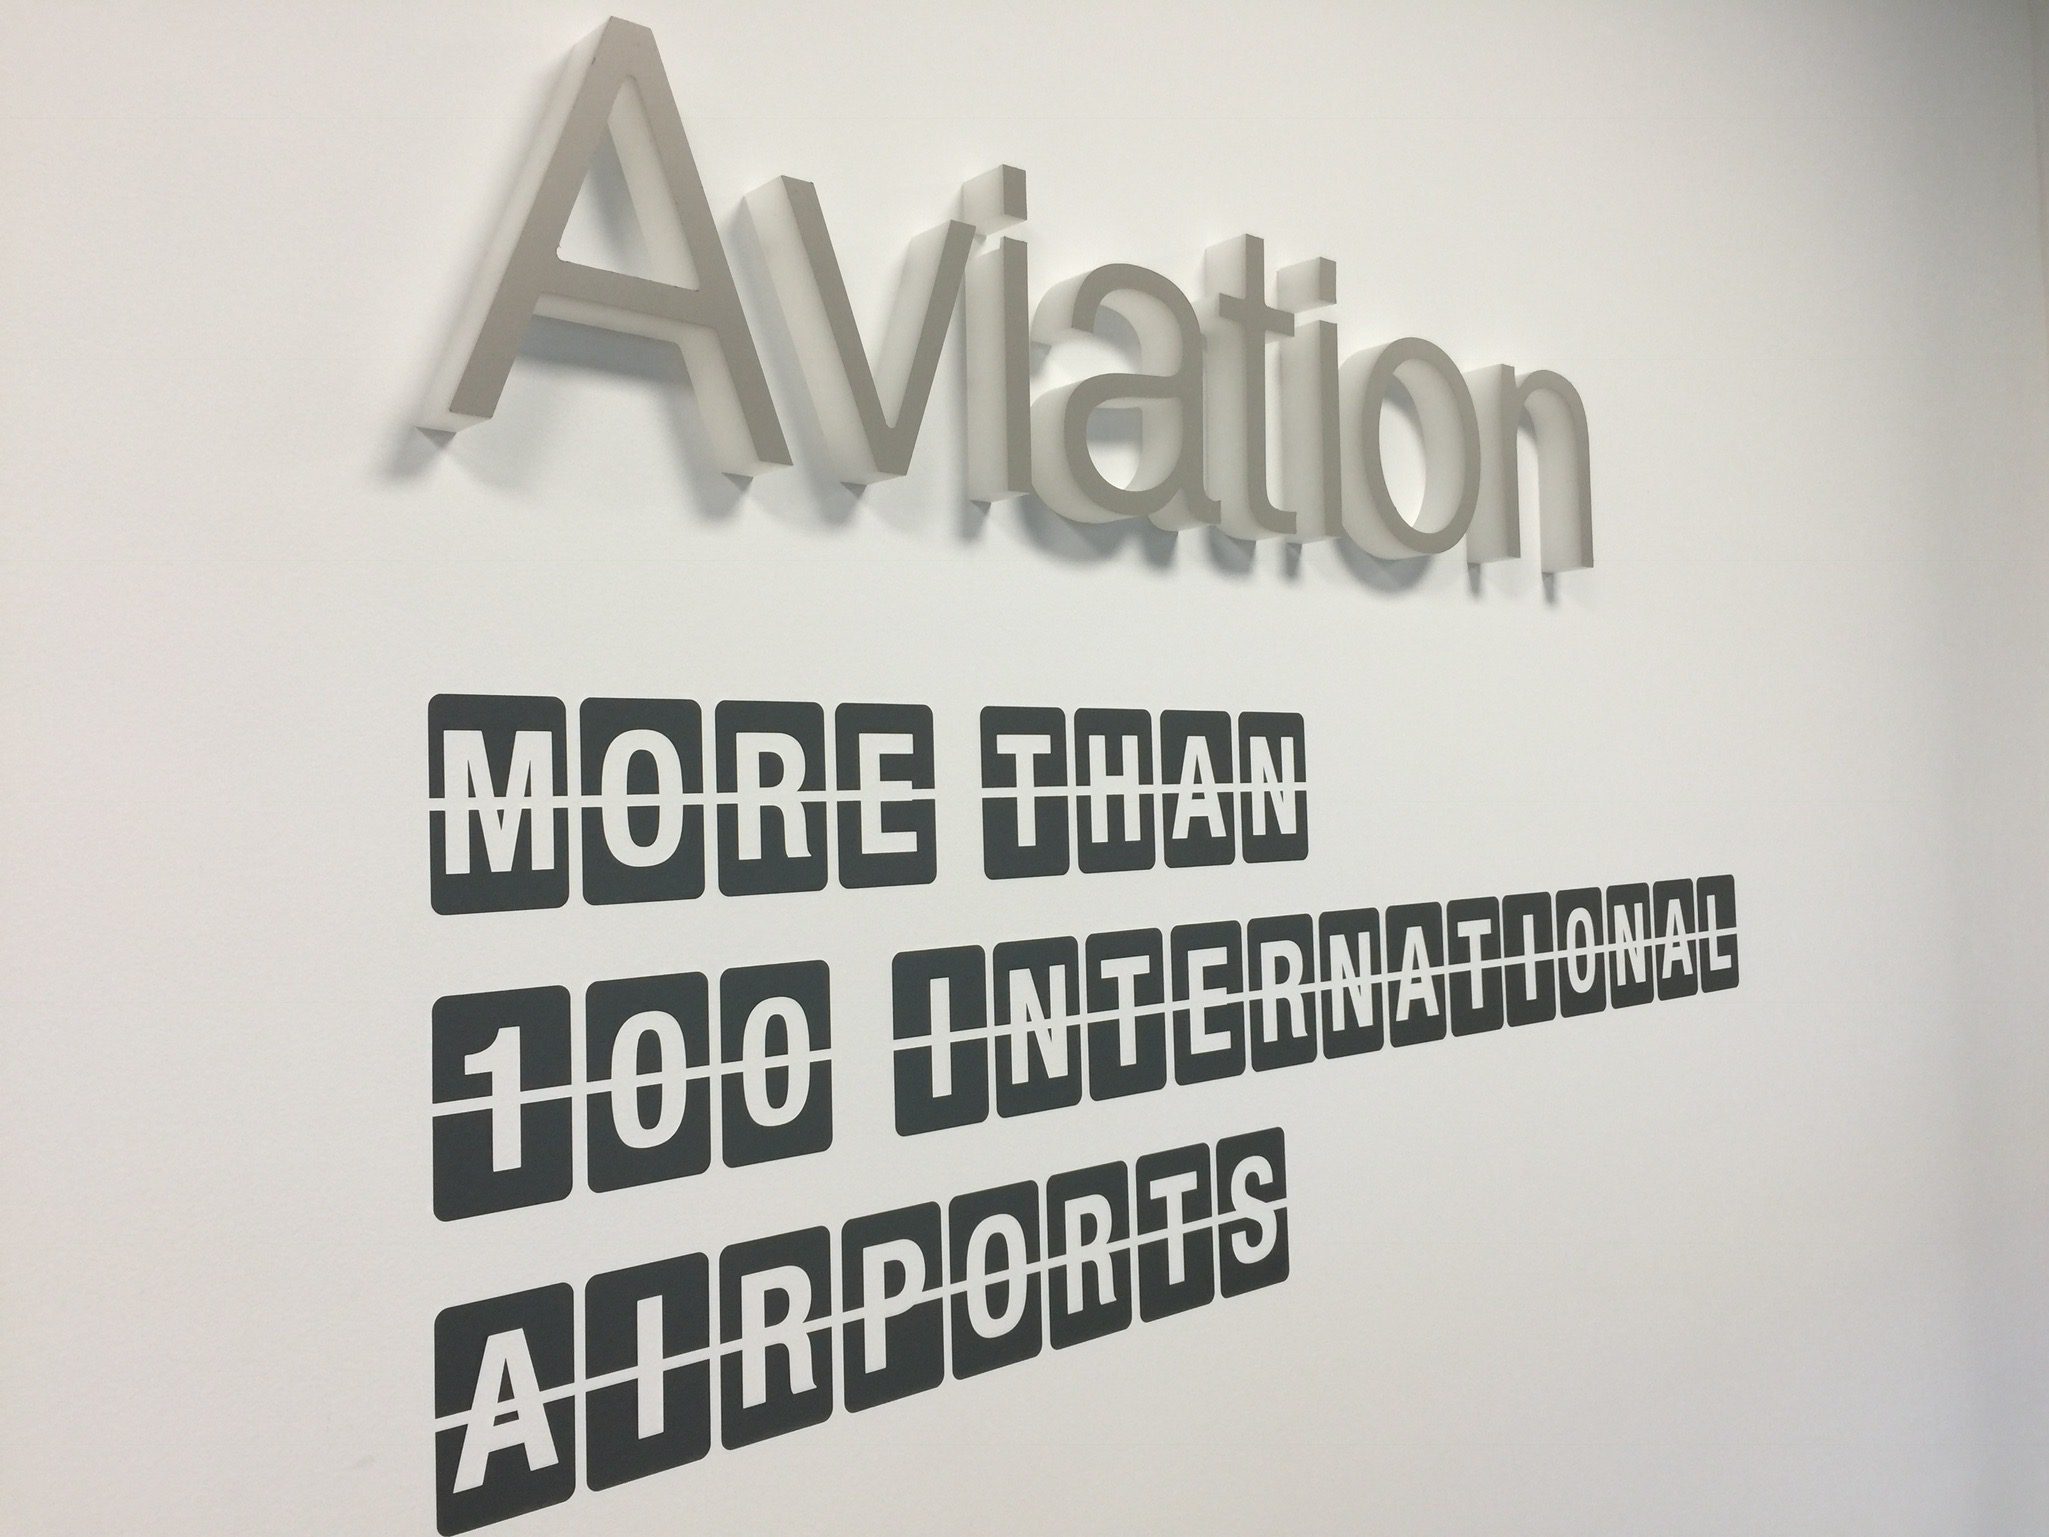 Aviation
MORE THAN
100 INTERNATIONAL
AIRPORTS